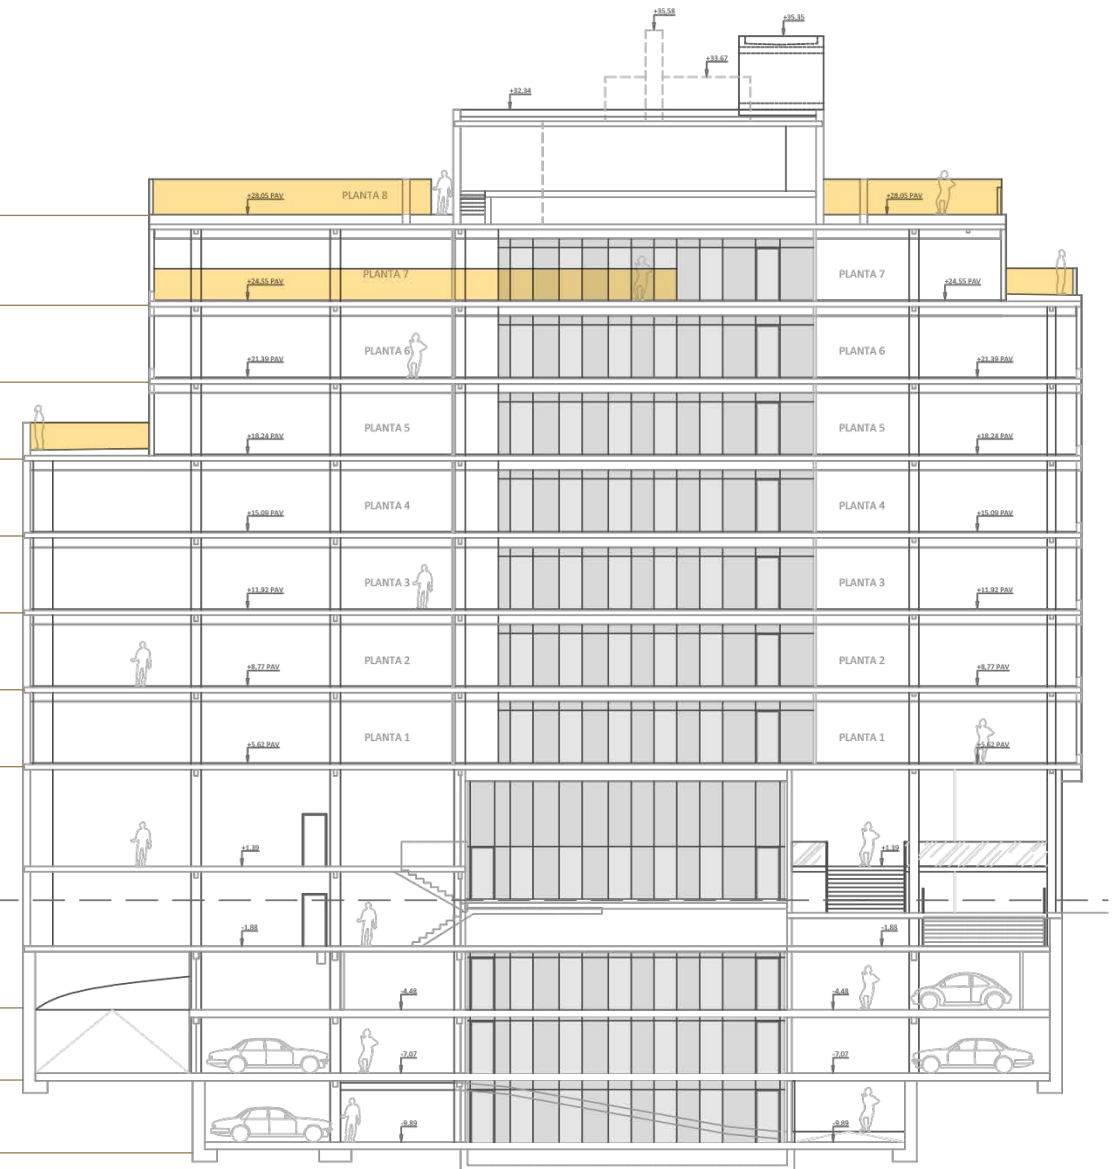 +35,58
+35,35
+33,67
+32,34
+28,05 PAV
PLANTA 8
+28,05 PAV
+24,55 PAV
PLANTA 7
PLANTA 7
+24,55 PAV
+21,39 PAV
PLANTA 6
PLANTA 6
+21,39 PAV
+18,24 PAV
PLANTA 5
PLANTA 5
+18,24 PAV
+15,09 PAV
PLANTA 4
PLANTA 4
+15,09 PAV
+11,92 PAV
PLANTA 3
PLANTA 3
+11,92 PAV
+8,77 PAV
PLANTA 2
PLANTA 2
+8,77 PAV
+5,62 PAV
PLANTA 1
PLANTA 1
+5,62 PAV
+1,39
+1,39
-1,88
-1,88
-4,48
-4,48
-7,07
-7,07
-9,89
-9,89